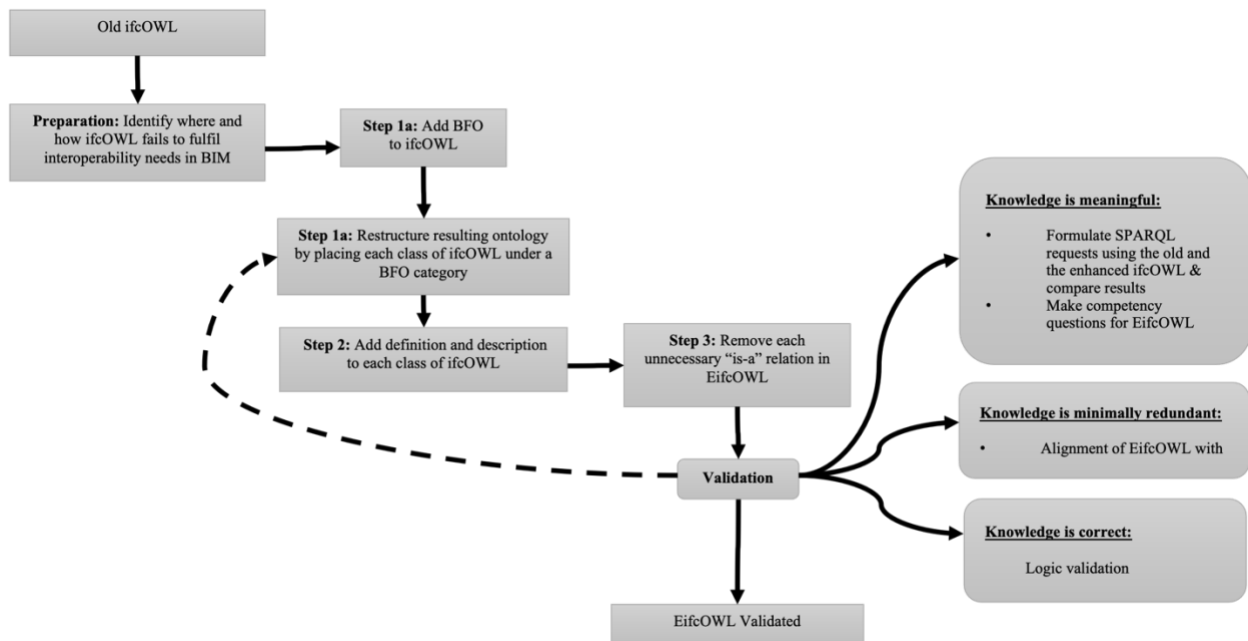 Old ifcOWL
Preparation: Identify where and
how ifcOWL fails to fulfil
interoperability needs in BIM
Step 1a: Add BFO
to ifcOWL
Step 1a: Restructure resulting ontology
by placing each class of ifcOWL under a
BFO category
Step 2: Add definition and description
to each class of ifcOWL
Step 3: Remove each
unnecessary “is-a” relation in
EifcOWL
Validation
EifcOWL Validated
Knowledge is meaningful:
• Formulate SPARQL
requests using the old and
the enhanced ifcOWL &
compare results
• Make competency
questions for EifcOWL
Knowledge is minimally redundant:
• Alignment of EifcOWL with
Knowledge is correct:
Logic validation